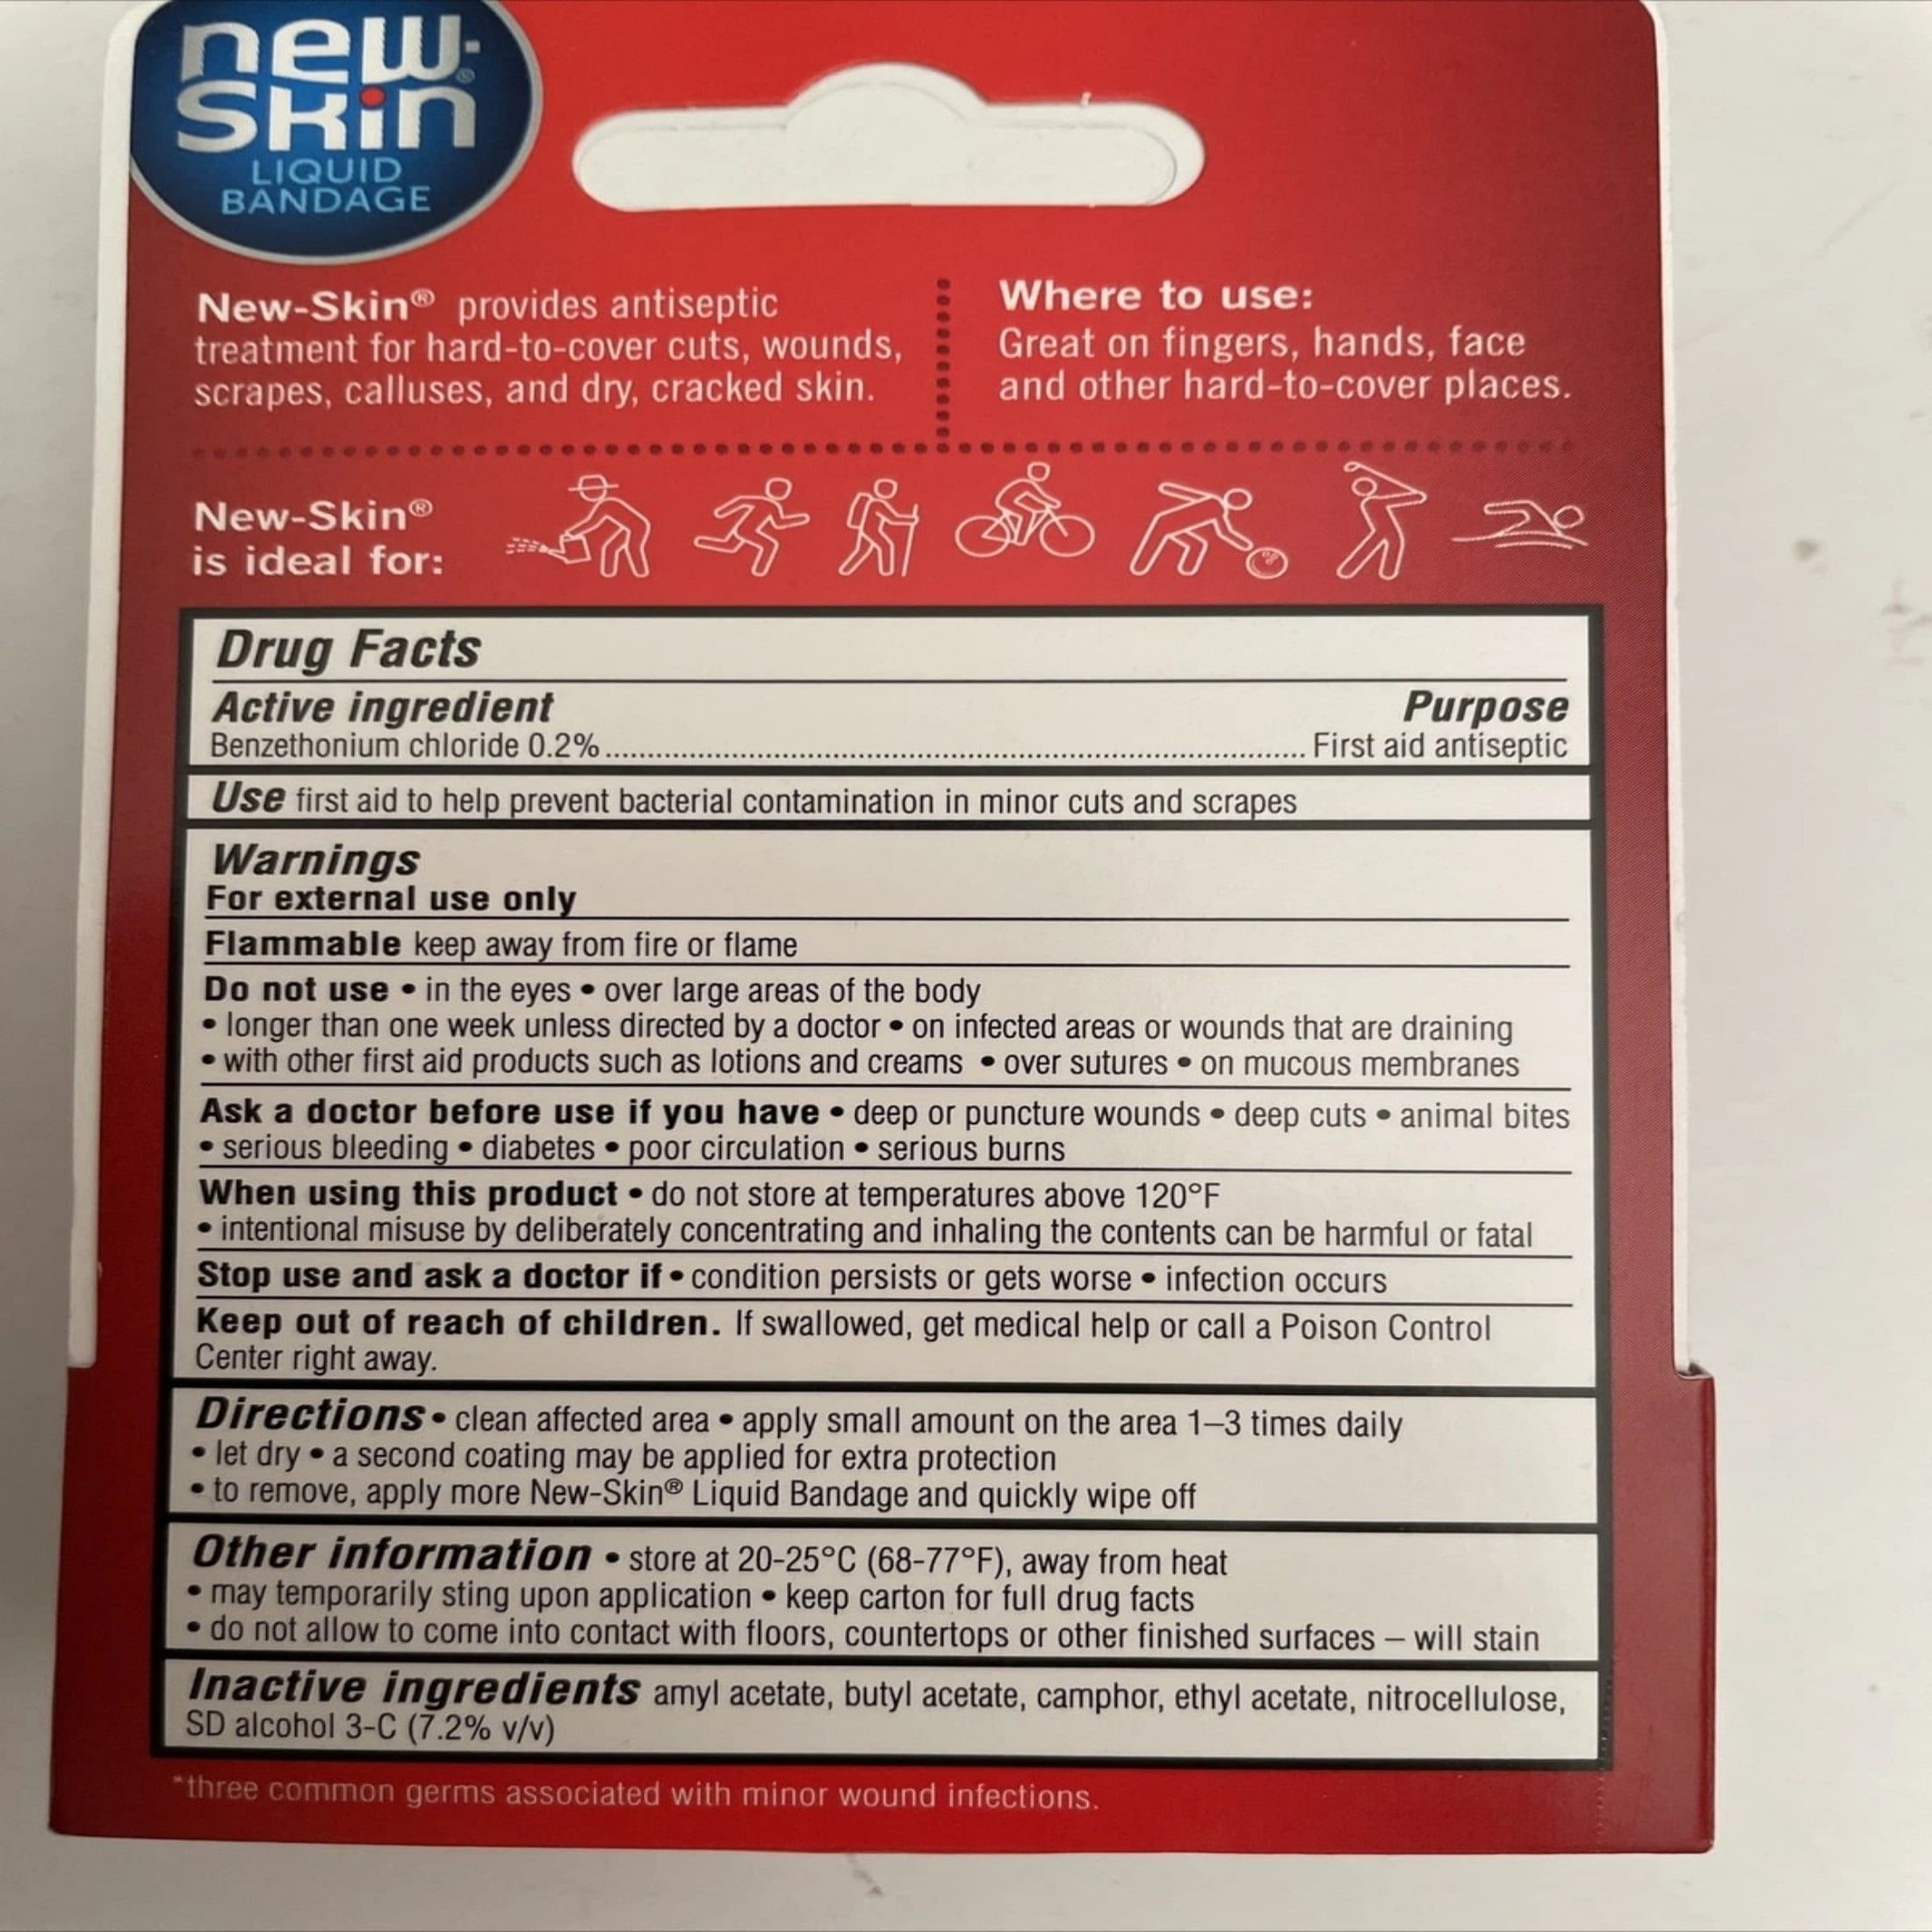 new-
skin®
LIQUID
BANDAGE
New-Skin® provides antiseptic
treatment for hard-to-cover cuts, wounds,
scrapes, calluses, and dry, cracked skin.
Where to use:
Great on fingers, hands, face
and other hard-to-cover places.
New-Skin®
is ideal for:
Drug Facts
Active ingredient Purpose
Benzethonium chloride 0.2%.......... First aid antiseptic
Use first aid to help prevent bacterial contamination in minor cuts and scrapes
Warnings
For external use only
Flammable keep away from fire or flame
Do not use • in the eyes • over large areas of the body
• longer than one week unless directed by a doctor • on infected areas or wounds that are draining
• with other first aid products such as lotions and creams • over sutures • on mucous membranes
Ask a doctor before use if you have • deep or puncture wounds • deep cuts • animal bites
• serious bleeding • diabetes • poor circulation • serious burns
When using this product • do not store at temperatures above 120°F
• intentional misuse by deliberately concentrating and inhaling the contents can be harmful or fatal
Stop use and ask a doctor if • condition persists or gets worse • infection occurs
Keep out of reach of children. If swallowed, get medical help or call a Poison Control
Center right away.
Directions • clean affected area • apply small amount on the area 1–3 times daily
• let dry • a second coating may be applied for extra protection
• to remove, apply more New-Skin® Liquid Bandage and quickly wipe off
Other information • store at 20-25°C (68-77°F), away from heat
• may temporarily sting upon application • keep carton for full drug facts
• do not allow to come into contact with floors, countertops or other finished surfaces – will stain
Inactive ingredients amyl acetate, butyl acetate, camphor, ethyl acetate, nitrocellulose,
SD alcohol 3-C (7.2% v/v)
*three common germs associated with minor wound infections.